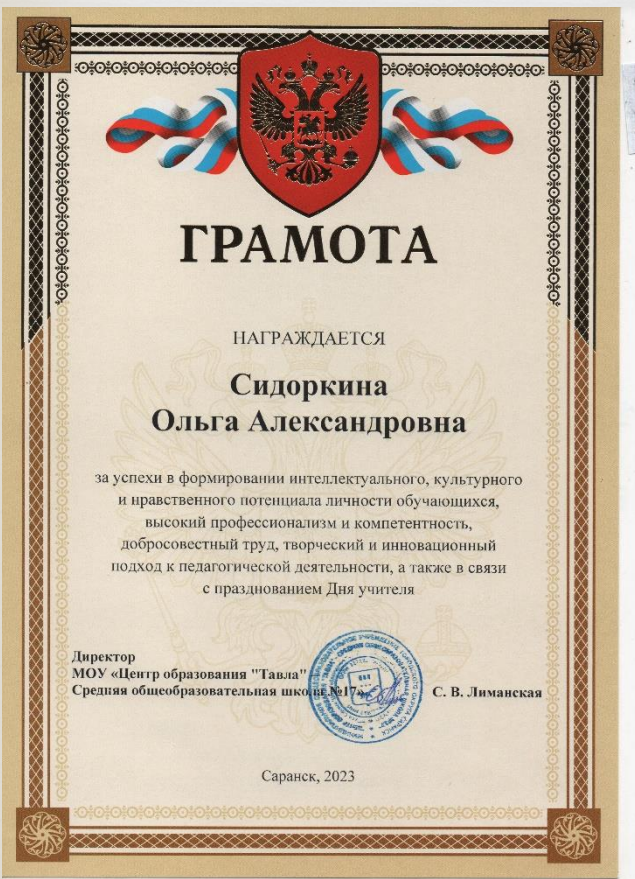 ГРАМОТА
НАГРАЖДАЕТСЯ
Сидоркина
Ольга Александровна
за успехи в формировании интеллектуального, культурного
и нравственного потенциала личности обучающихся,
высокий профессионализм и компетентность,
добросовестный труд, творческий и инновационный
подход к педагогической деятельности, а также в связи
с празднованием Дня учителя
Директор
МОУ «Центр образования "Тавла"
Средняя общеобразовательная школа №17»
С. В. Лиманская
Саранск, 2023